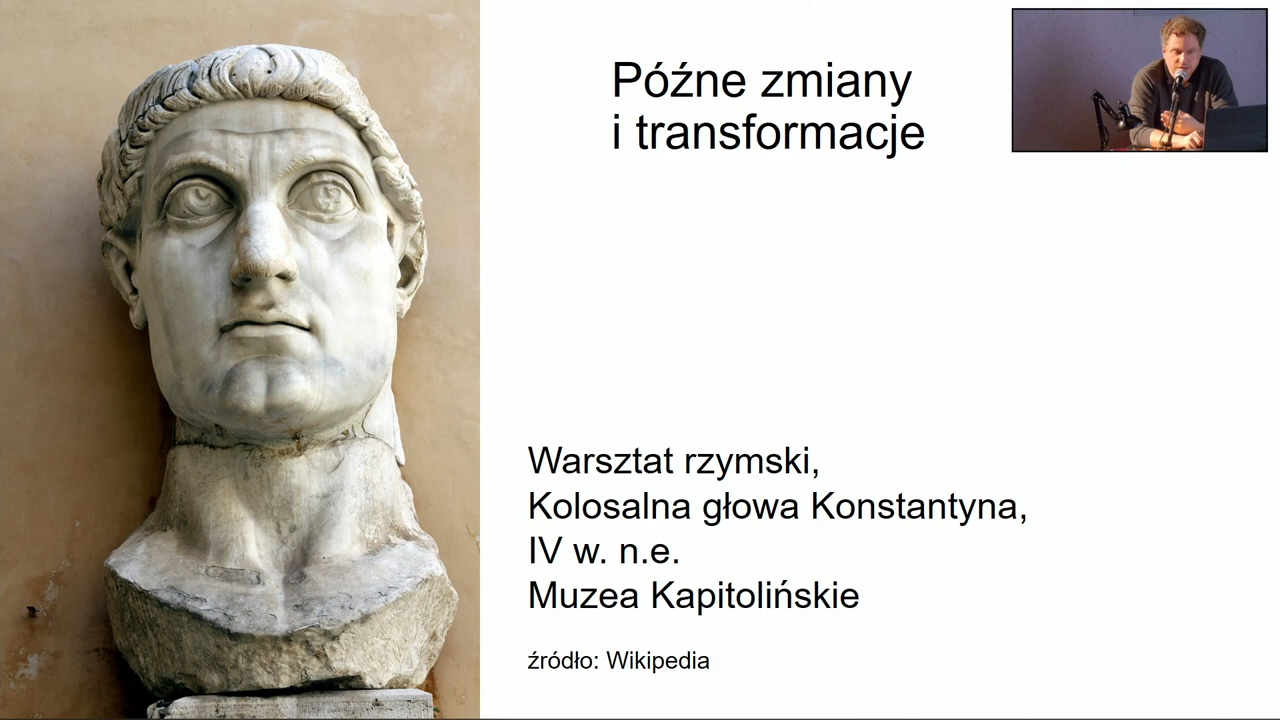 Późne zmiany
i transformacje
Warsztat rzymski,
Kolosalna głowa Konstantyna,
IV w. n.e.
Muzea Kapitolińskie
źródło: Wikipedia